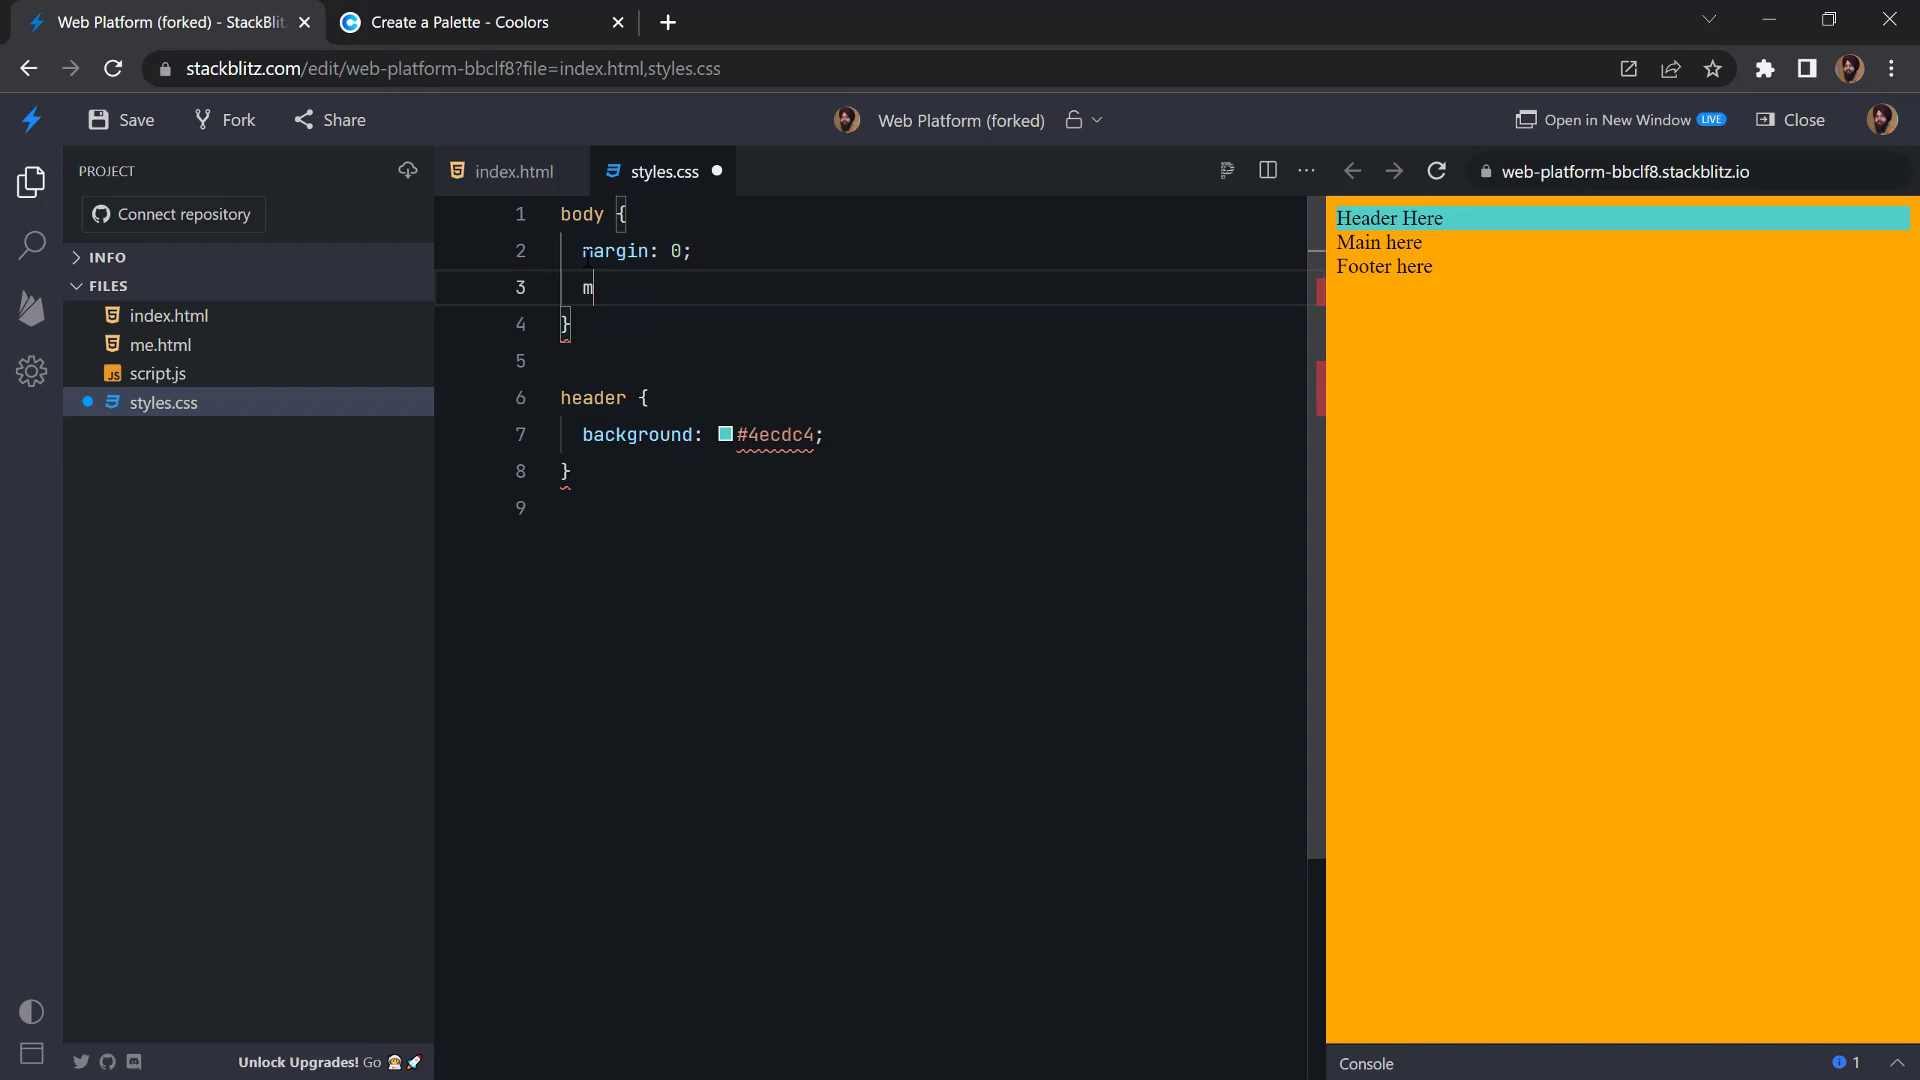 Web Platform (forked) - StackBlitz
Create a Palette - Coolors
stackblitz.com/edit/web-platform-bbclf8?file=index.html,styles.css
Save
Fork
Share
Web Platform (forked)
Open in New Window LIVE
Close
PROJECT
Connect repository
INFO
FILES
index.html
me.html
JS script.js
styles.css
Unlock Upgrades! Go
index.html
styles.css
1 body {
2 margin: 0;
3 m
4 }
5
6 header {
7 background: #4ecdc4;
8 }
9
web-platform-bbclf8.stackblitz.io
Header Here
Main here
Footer here
Console
1